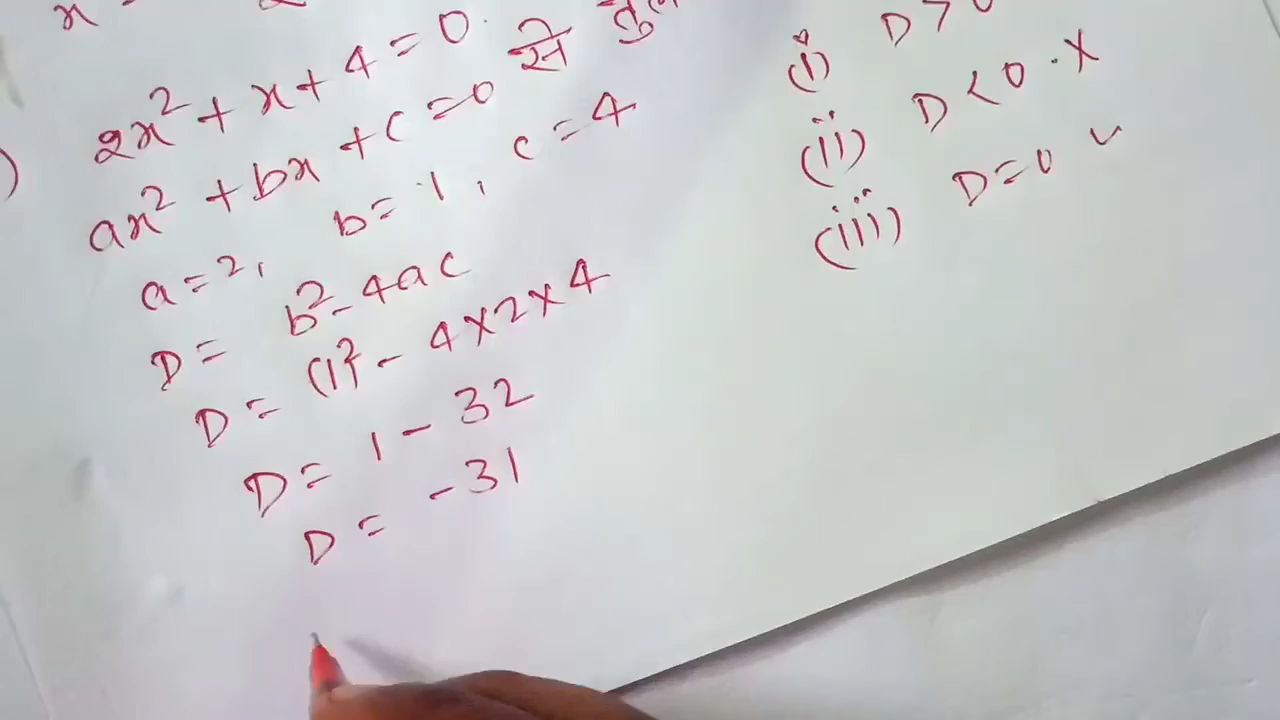 2x² + x + 4 = 0. से
ax² + bx + c = 0
a = 2, b = 1, c = 4
D = b² - 4ac
D = (1)² - 4×2×4
D = 1 - 32
D = -31
(i) D > 0
(ii) D < 0 . X
(iii) D = 0 ✓